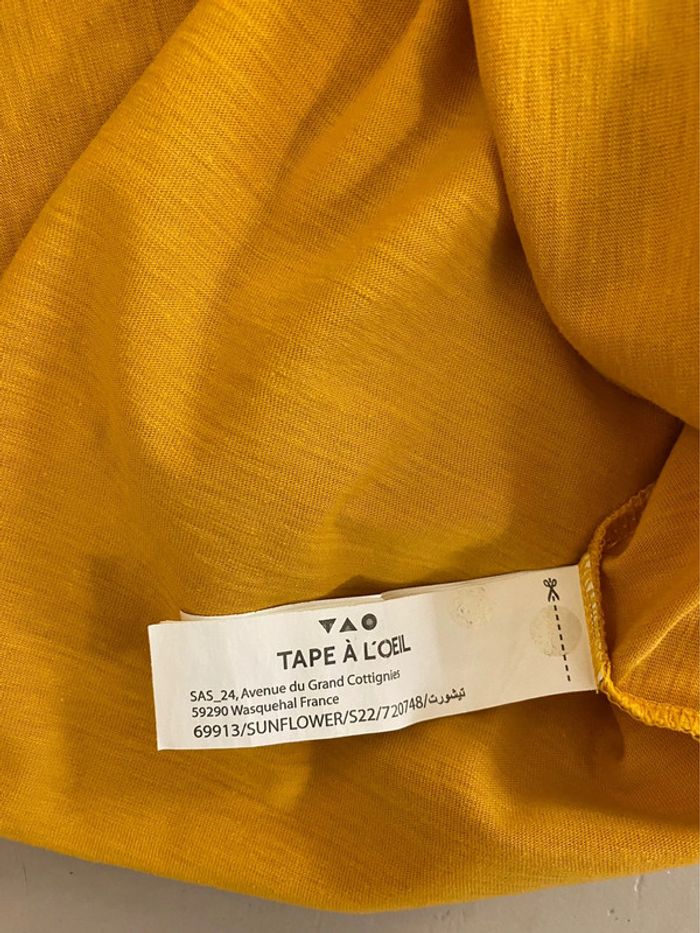 TAPE À L'OEIL
SAS_24, Avenue du Grand Cottignies
59290 Wasquehal France
69913/SUNFLOWER/S22/720748/تيشورت